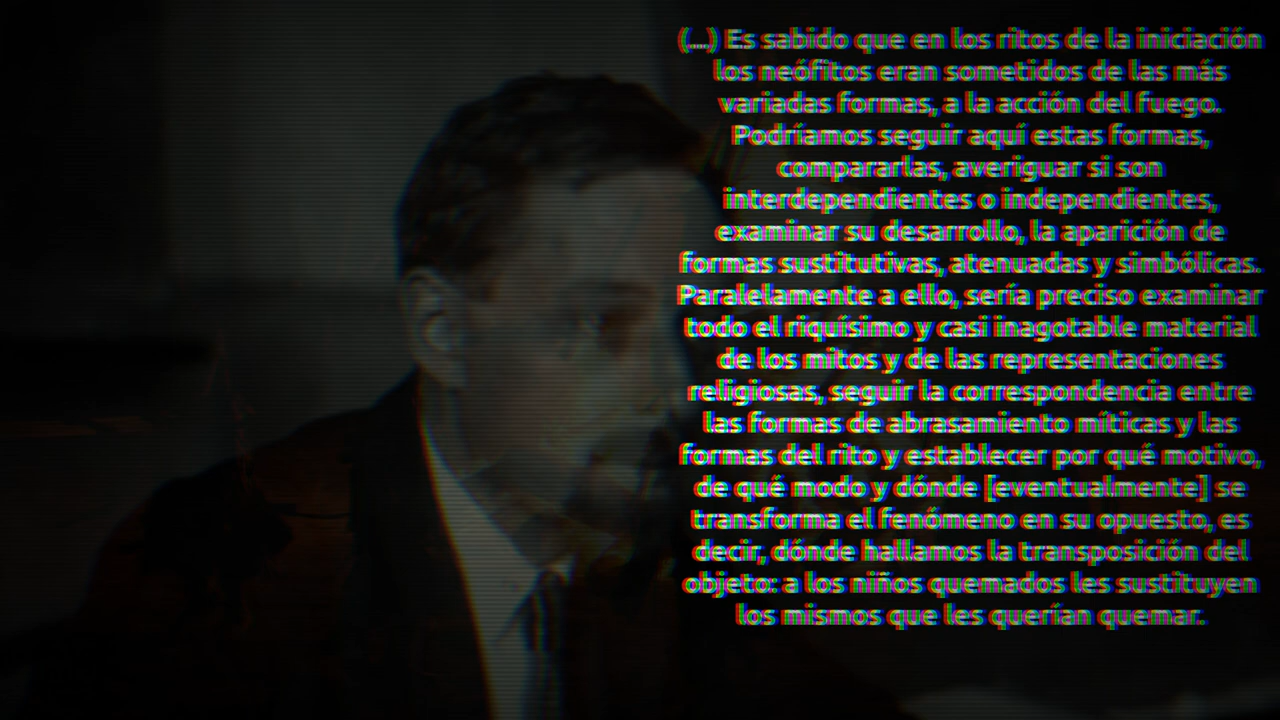 (...) Es sabido que en los ritos de la iniciación
los neófitos eran sometidos de las más
variadas formas, a la acción del fuego.
Podríamos seguir aquí estas formas,
compararlas, averiguar si son
interdependientes o independientes,
examinar su desarrollo, la aparición de
formas sustitutivas, atenuadas y simbólicas.
Paralelamente a ello, sería preciso examinar
todo el riquísimo y casi inagotable material
de los mitos y de las representaciones
religiosas, seguir la correspondencia entre
las formas de abrasamiento míticas y las
formas del rito y establecer por qué motivo,
de qué modo y dónde [eventualmente] se
transforma el fenómeno en su opuesto, es
decir, dónde hallamos la transposición del
objeto: a los niños quemados les sustituyen
los mismos que les querían quemar.